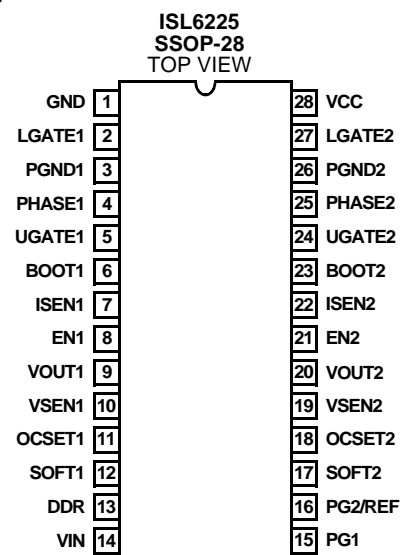 ISL6225
SSOP-28
TOP VIEW
GND 1 28 VCC
LGATE1 2 27 LGATE2
PGND1 3 26 PGND2
PHASE1 4 25 PHASE2
UGATE1 5 24 UGATE2
BOOT1 6 23 BOOT2
ISEN1 7 22 ISEN2
EN1 8 21 EN2
VOUT1 9 20 VOUT2
VSEN1 10 19 VSEN2
OCSET1 11 18 OCSET2
SOFT1 12 17 SOFT2
DDR 13 16 PG2/REF
VIN 14 15 PG1